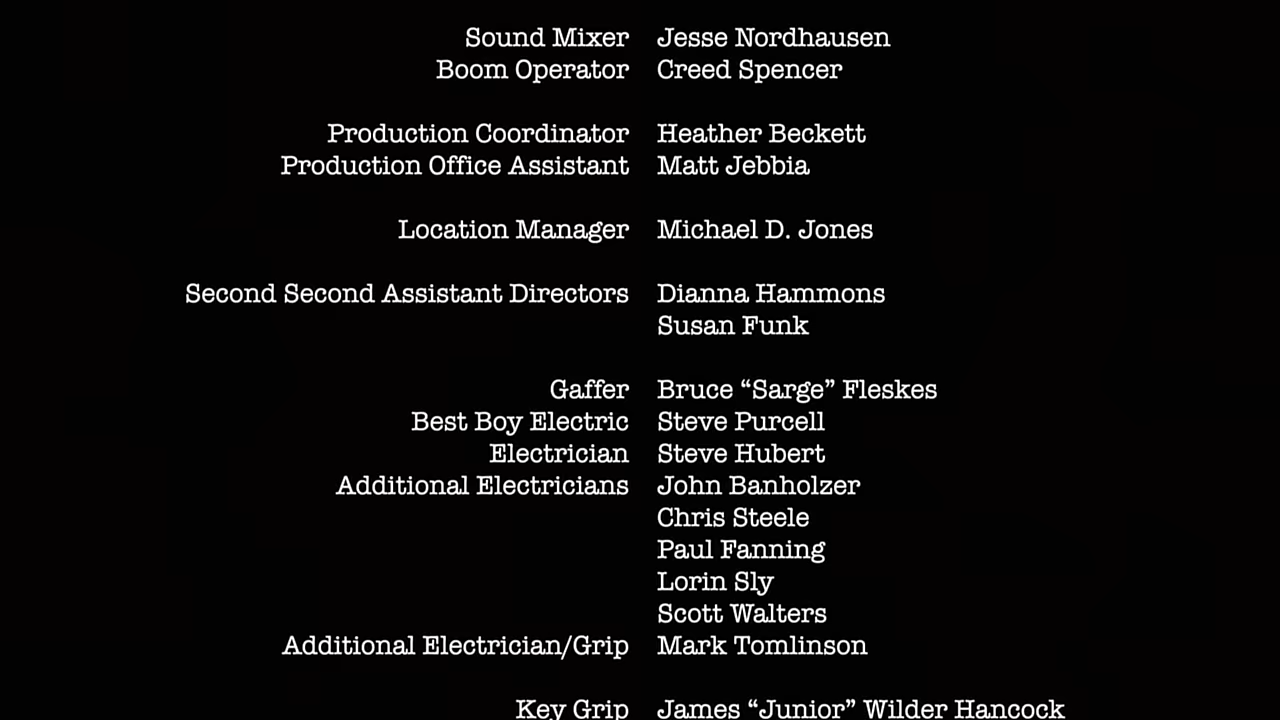 Sound Mixer Jesse Nordhausen
Boom Operator Creed Spencer
Production Coordinator Heather Beckett
Production Office Assistant Matt Jebbia
Location Manager Michael D. Jones
Second Second Assistant Directors Dianna Hammons
Susan Funk
Gaffer Bruce “Sarge” Fleskes
Best Boy Electric Steve Purcell
Electrician Steve Hubert
Additional Electricians John Banholzer
Chris Steele
Paul Fanning
Lorin Sly
Scott Walters
Additional Electrician/Grip Mark Tomlinson
Key Grip James “Junior” Wilder Hancock